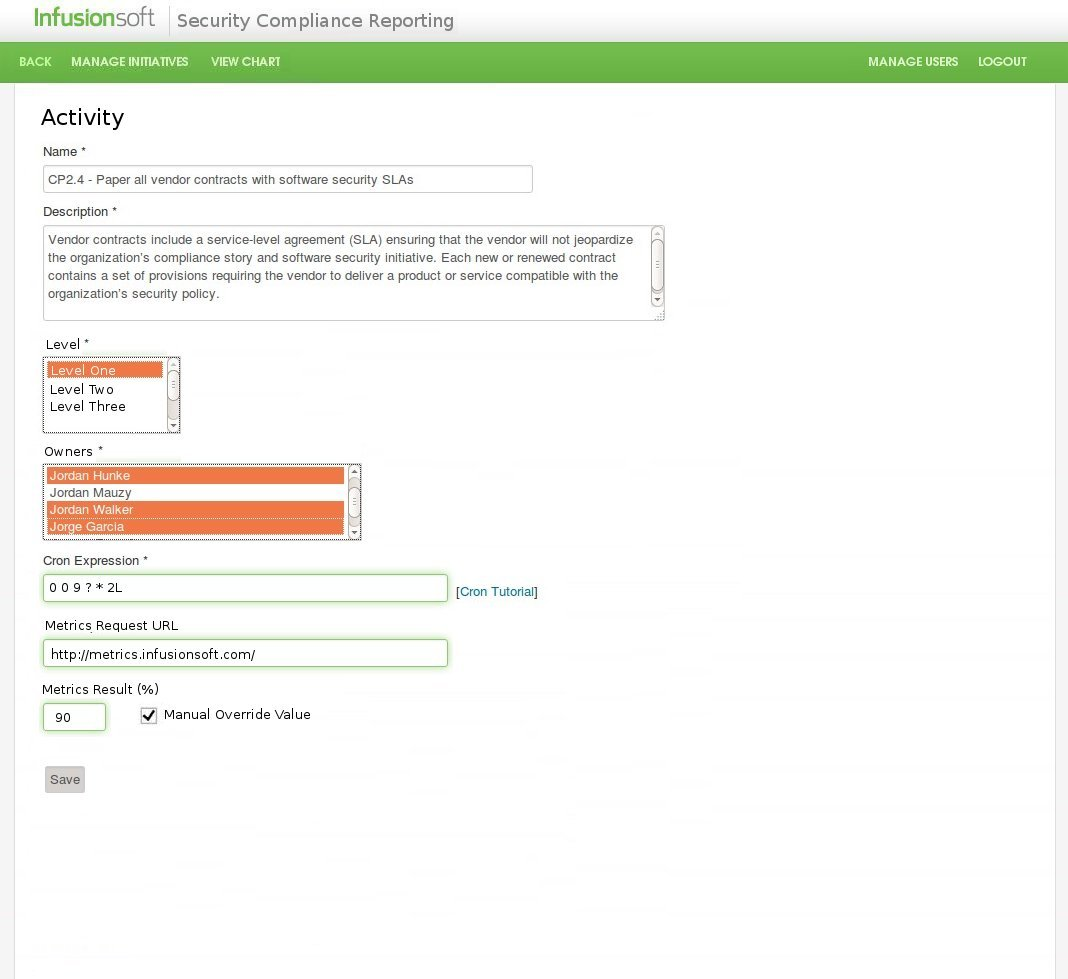 Infusionsoft Security Compliance Reporting
BACK MANAGE INITIATIVES VIEW CHART MANAGE USERS LOGOUT
Activity
Name *
CP2.4 - Paper all vendor contracts with software security SLAs
Description *
Vendor contracts include a service-level agreement (SLA) ensuring that the vendor will not jeopardize
the organization’s compliance story and software security initiative. Each new or renewed contract
contains a set of provisions requiring the vendor to deliver a product or service compatible with the
organization’s security policy.
Level *
Level One
Level Two
Level Three
Owners *
Jordan Hunke
Jordan Mauzy
Jordan Walker
Jorge Garcia
Cron Expression *
0 0 9 ? * 2L [Cron Tutorial]
Metrics Request URL
http://metrics.infusionsoft.com/
Metrics Result (%)
90 Manual Override Value
Save